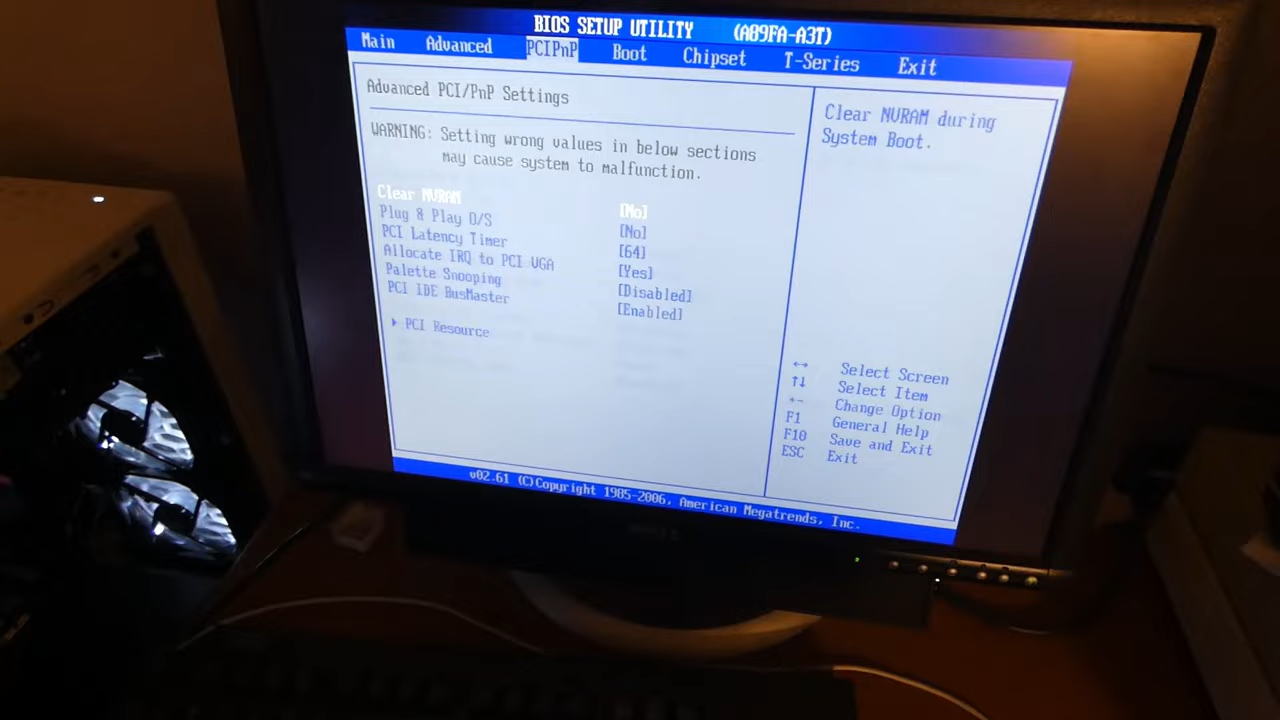 BIOS SETUP UTILITY (A09FA-A3T)
Main Advanced PCIPnP Boot Chipset T-Series Exit
Advanced PCI/PnP Settings
WARNING: Setting wrong values in below sections
may cause system to malfunction.
Clear NVRAM [No]
Plug & Play O/S [No]
PCI Latency Timer [64]
Allocate IRQ to PCI VGA [Yes]
Palette Snooping [Disabled]
PCI IDE BusMaster [Enabled]
▶ PCI Resource
Clear NVRAM during
System Boot.
↔ Select Screen
↑↓ Select Item
+- Change Option
F1 General Help
F10 Save and Exit
ESC Exit
v02.61 (C)Copyright 1985-2006, American Megatrends, Inc.